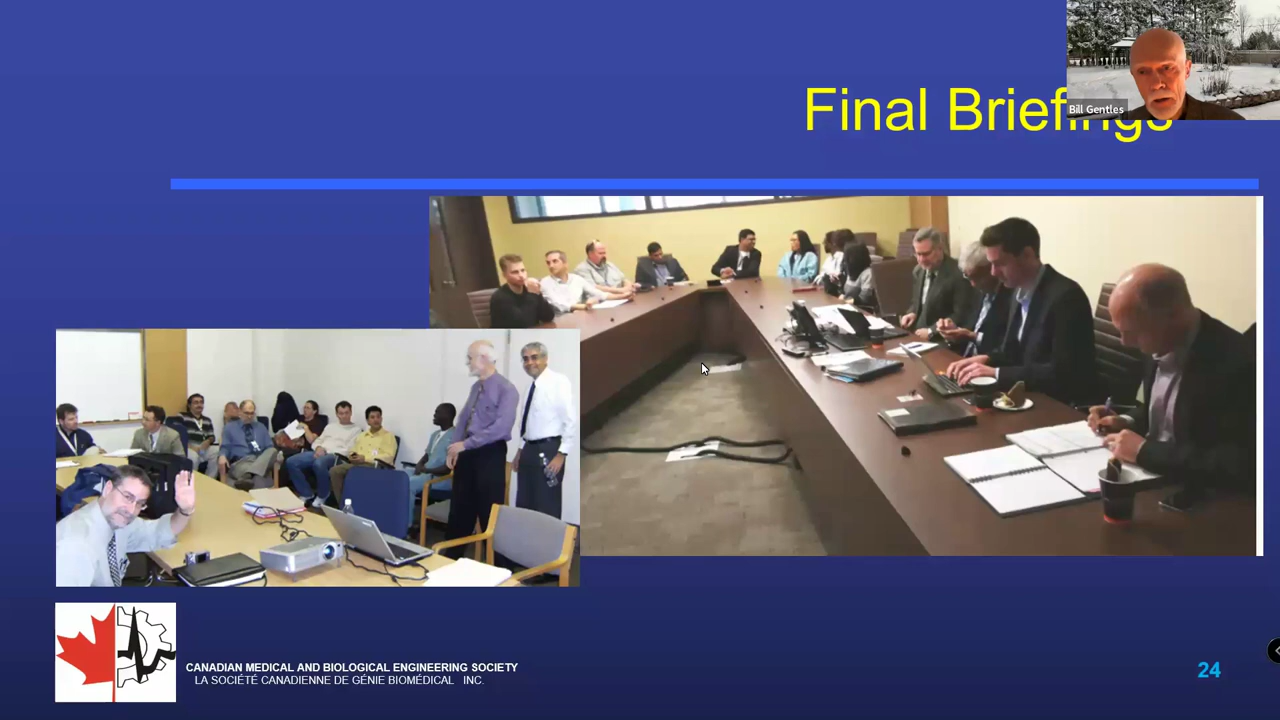 Final Briefings
Bill Gentles
CANADIAN MEDICAL AND BIOLOGICAL ENGINEERING SOCIETY
LA SOCIÉTÉ CANADIENNE DE GÉNIE BIOMÉDICAL INC.
24